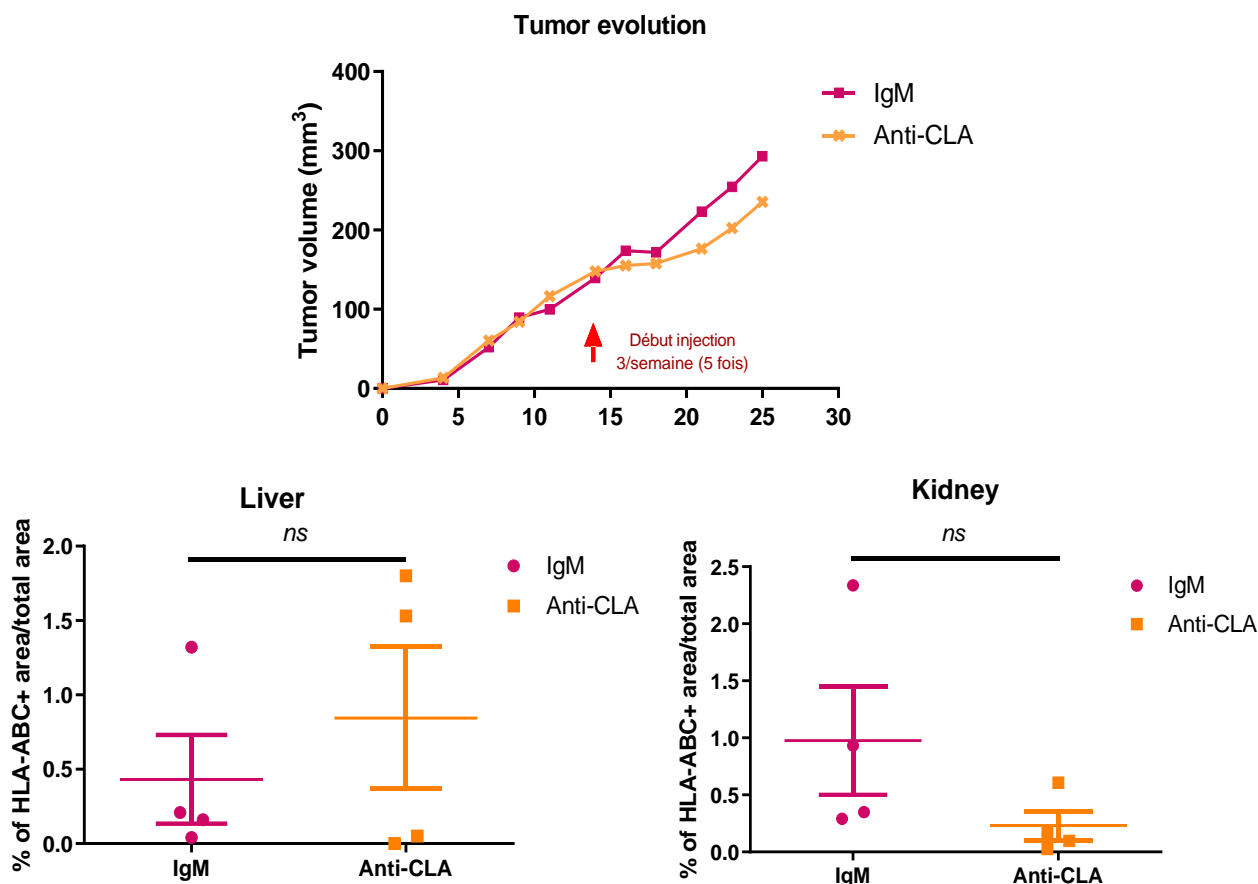 Tumor evolution
Tumor volume (mm³)
400
300
200
100
0
0 5 10 15 20 25 30
IgM
Anti-CLA
Début injection
3/semaine (5 fois)
Liver
ns
% of HLA-ABC+ area/total area
2.0
1.5
1.0
0.5
0.0
IgM Anti-CLA
IgM
Anti-CLA
Kidney
ns
% of HLA-ABC+ area/total area
2.5
2.0
1.5
1.0
0.5
0.0
IgM Anti-CLA
IgM
Anti-CLA